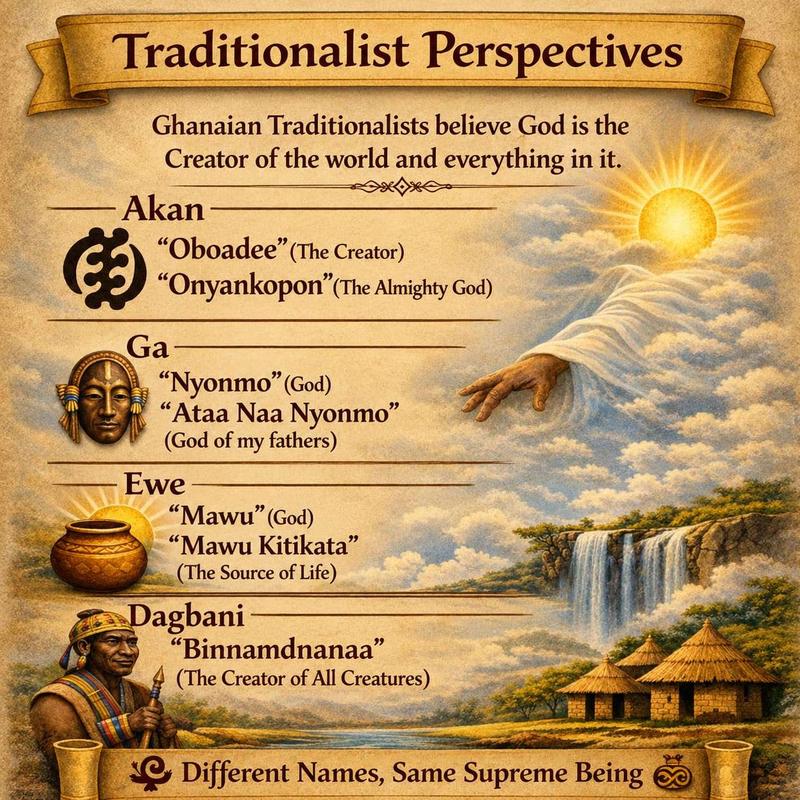 Traditionalist Perspectives
Ghanaian Traditionalists believe God is the
Creator of the world and everything in it.
Akan
“Oboadee” (The Creator)
“Onyankopon” (The Almighty God)
Ga
“Nyonmo” (God)
“Ataa Naa Nyonmo”
(God of my fathers)
Ewe
“Mawu” (God)
“Mawu Kitikata”
(The Source of Life)
Dagbani
“Binnamdnanaa”
(The Creator of All Creatures)
Different Names, Same Supreme Being